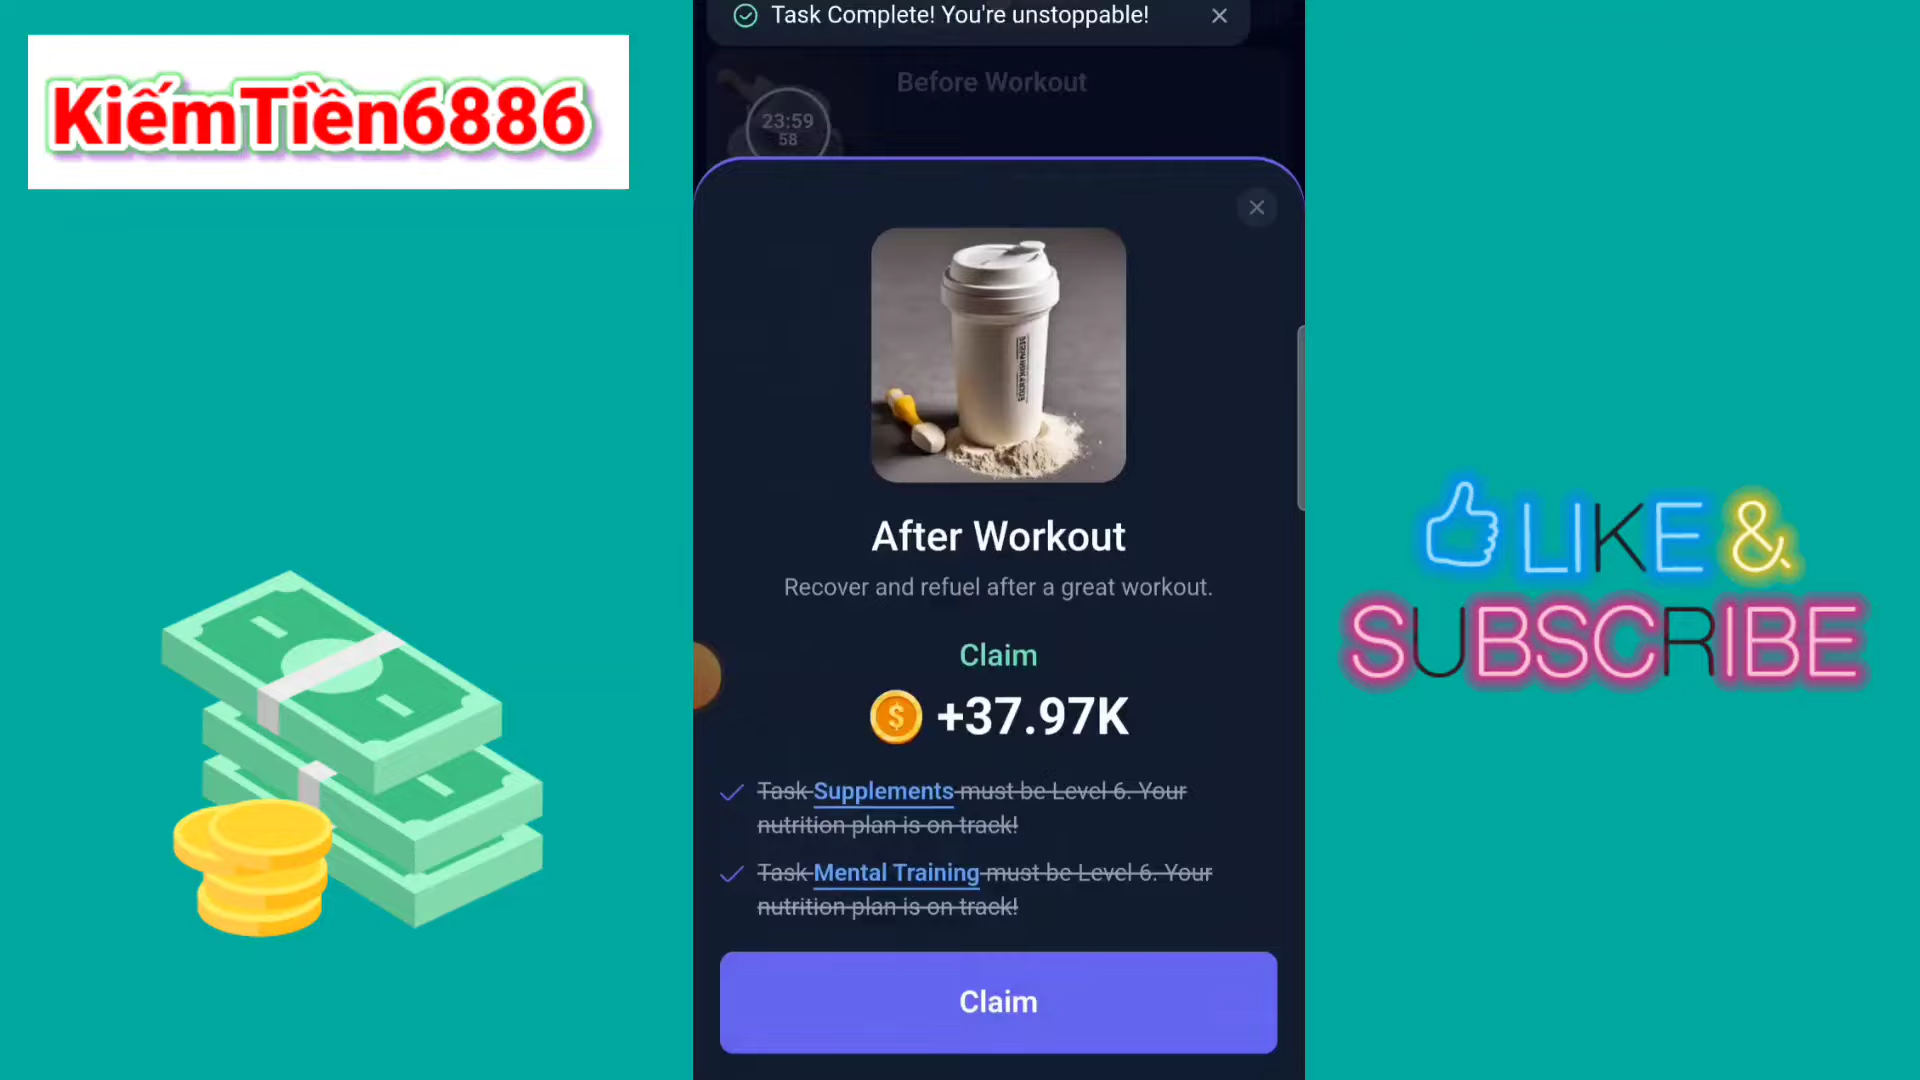 KiếmTiền6886
Task Complete! You're unstoppable!
Before Workout
23:59
58
After Workout
Recover and refuel after a great workout.
Claim
+37.97K
Task Supplements must be Level 6. Your
nutrition plan is on track!
Task Mental Training must be Level 6. Your
nutrition plan is on track!
Claim
LIKE &
SUBSCRIBE